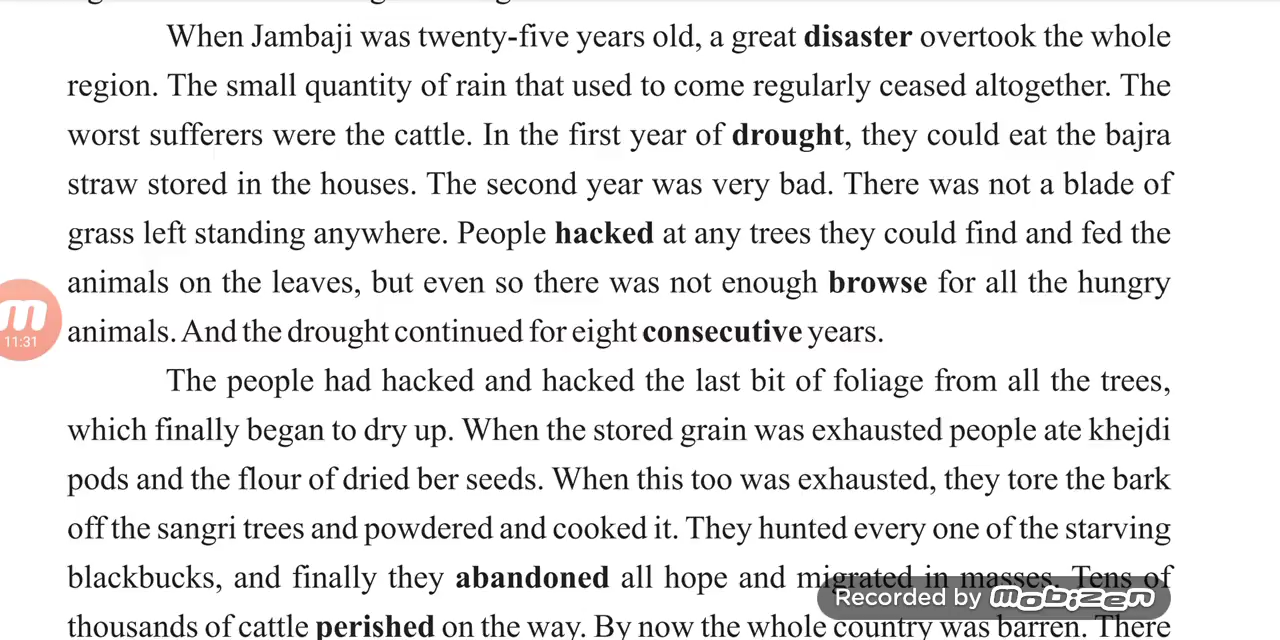 When Jambaji was twenty-five years old, a great disaster overtook the whole
region. The small quantity of rain that used to come regularly ceased altogether. The
worst sufferers were the cattle. In the first year of drought, they could eat the bajra
straw stored in the houses. The second year was very bad. There was not a blade of
grass left standing anywhere. People hacked at any trees they could find and fed the
animals on the leaves, but even so there was not enough browse for all the hungry
animals. And the drought continued for eight consecutive years.
m
11:31
The people had hacked and hacked the last bit of foliage from all the trees,
which finally began to dry up. When the stored grain was exhausted people ate khejdi
pods and the flour of dried ber seeds. When this too was exhausted, they tore the bark
off the sangri trees and powdered and cooked it. They hunted every one of the starving
blackbucks, and finally they abandoned all hope and migrated in masses. Tens of
Recorded by mobizen
thousands of cattle perished on the way. By now the whole country was barren. There